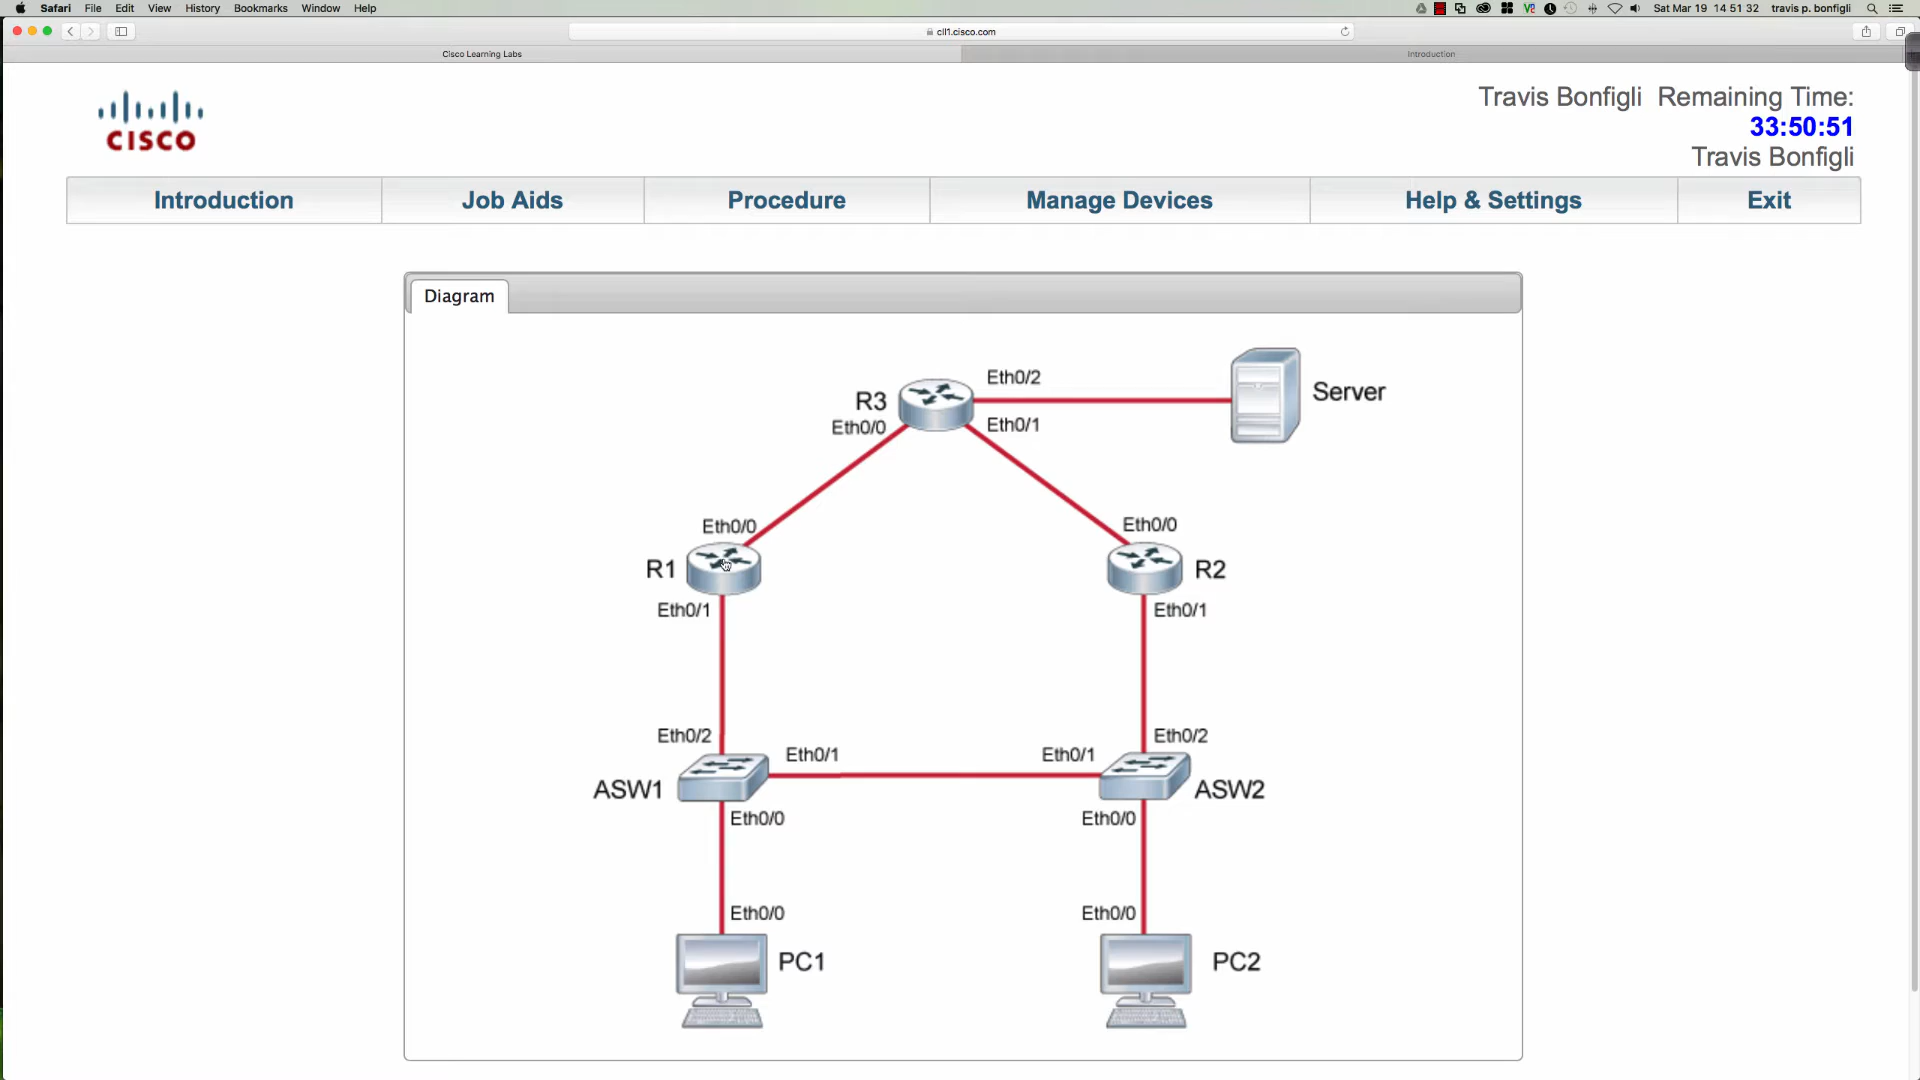 Safari File Edit View History Bookmarks Window Help
V2 Sat Mar 19 14 51 32 travis p. bonfigli
cll1.cisco.com
Cisco Learning Labs Introduction
CISCO
Travis Bonfigli Remaining Time:
33:50:51
Travis Bonfigli
Introduction Job Aids Procedure Manage Devices Help & Settings Exit
Diagram
Eth0/2
R3 Server
Eth0/0 Eth0/1
Eth0/0 Eth0/0
R1 R2
Eth0/1 Eth0/1
Eth0/2 Eth0/2
Eth0/1 Eth0/1
ASW1 ASW2
Eth0/0 Eth0/0
Eth0/0 Eth0/0
PC1 PC2